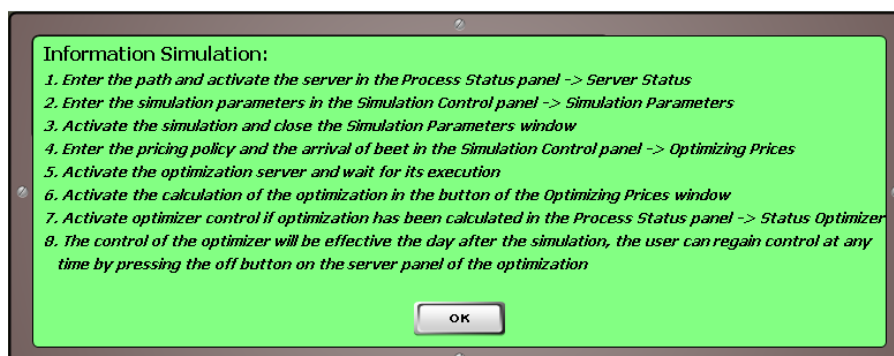 Information Simulation:
1. Enter the path and activate the server in the Process Status panel -> Server Status
2. Enter the simulation parameters in the Simulation Control panel -> Simulation Parameters
3. Activate the simulation and close the Simulation Parameters window
4. Enter the pricing policy and the arrival of beet in the Simulation Control panel -> Optimizing Prices
5. Activate the optimization server and wait for its execution
6. Activate the calculation of the optimization in the button of the Optimizing Prices window
7. Activate optimizer control if optimization has been calculated in the Process Status panel -> Status Optimizer
8. The control of the optimizer will be effective the day after the simulation, the user can regain control at any
time by pressing the off button on the server panel of the optimization
OK